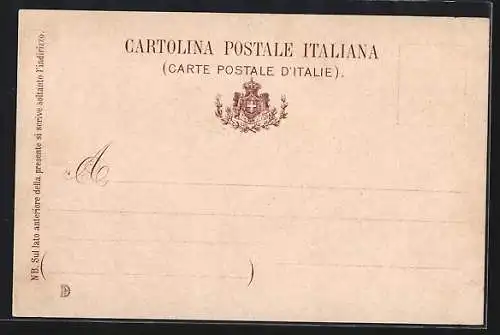 CARTOLINA POSTALE ITALIANA
(CARTE POSTALE D'ITALIE).
A
(                    )
NB. Sul lato anteriore della presente si scrive soltanto l'indirizzo.
D